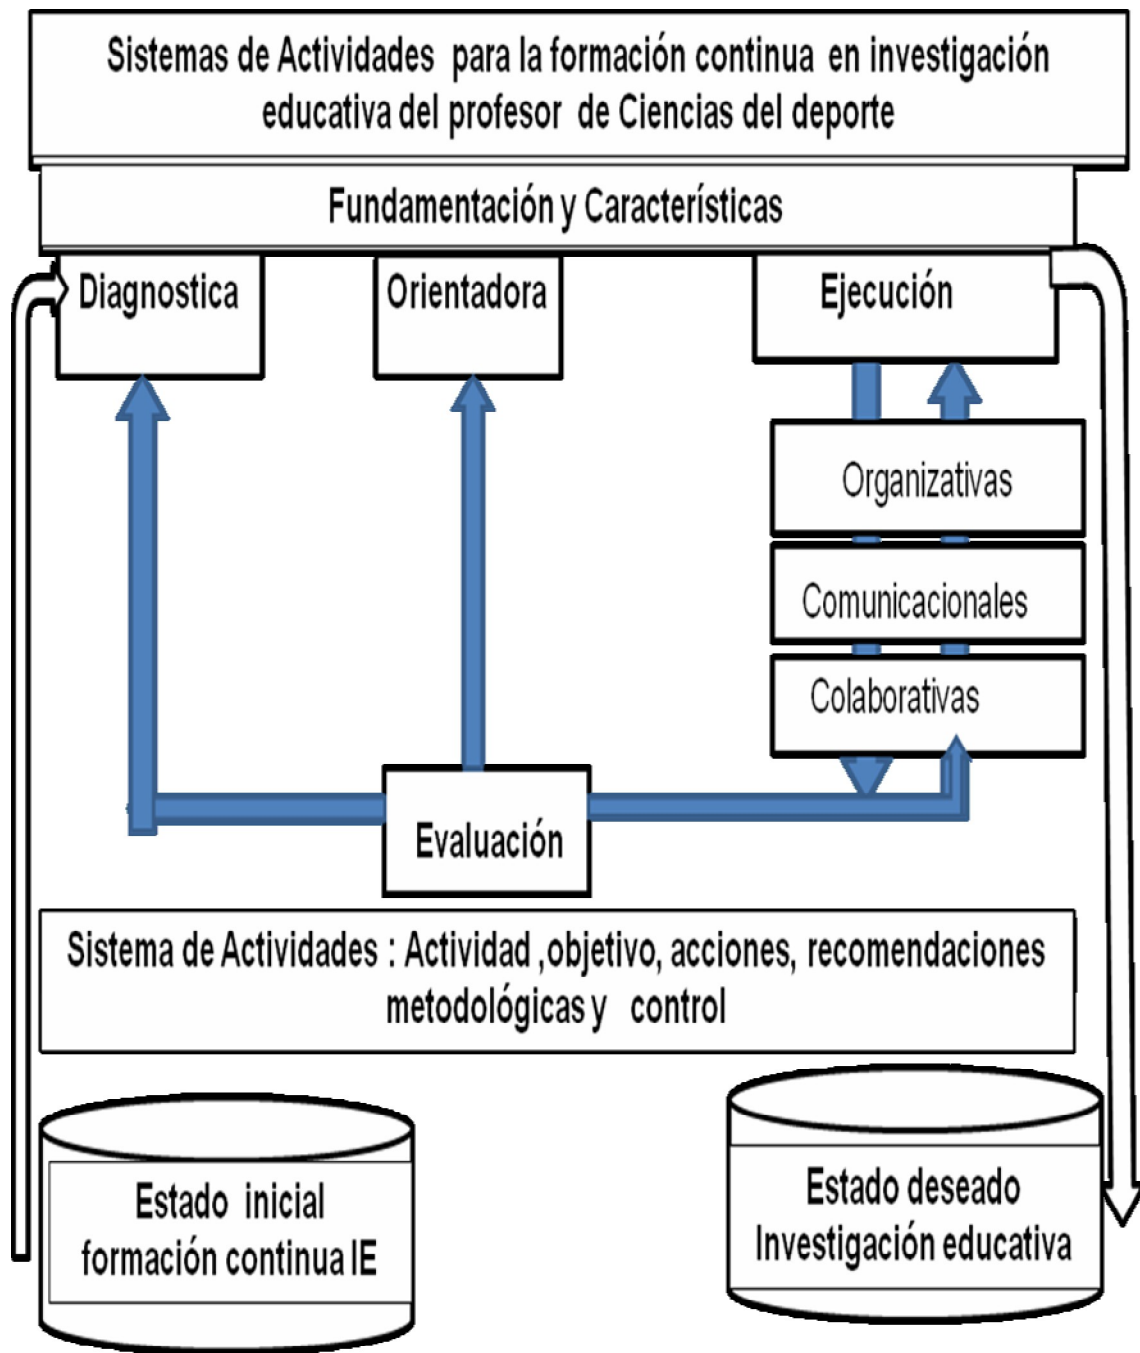 Sistemas de Actividades para la formación continua en investigación
educativa del profesor de Ciencias del deporte
Fundamentación y Características
Diagnostica
Orientadora
Ejecución
Organizativas
Comunicacionales
Colaborativas
Evaluación
Sistema de Actividades : Actividad ,objetivo, acciones, recomendaciones
metodológicas y control
Estado inicial
formación continua IE
Estado deseado
Investigación educativa